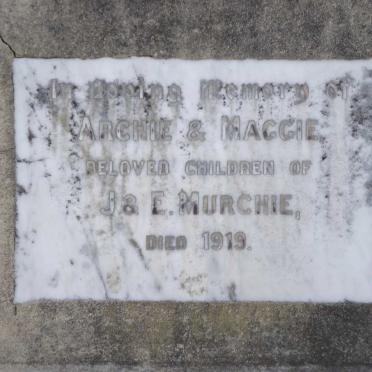 In Loving Memory of
ARCHIE & MAGGIE,
BELOVED CHILDREN OF
J & E. MURCHIE,
DIED 1919.